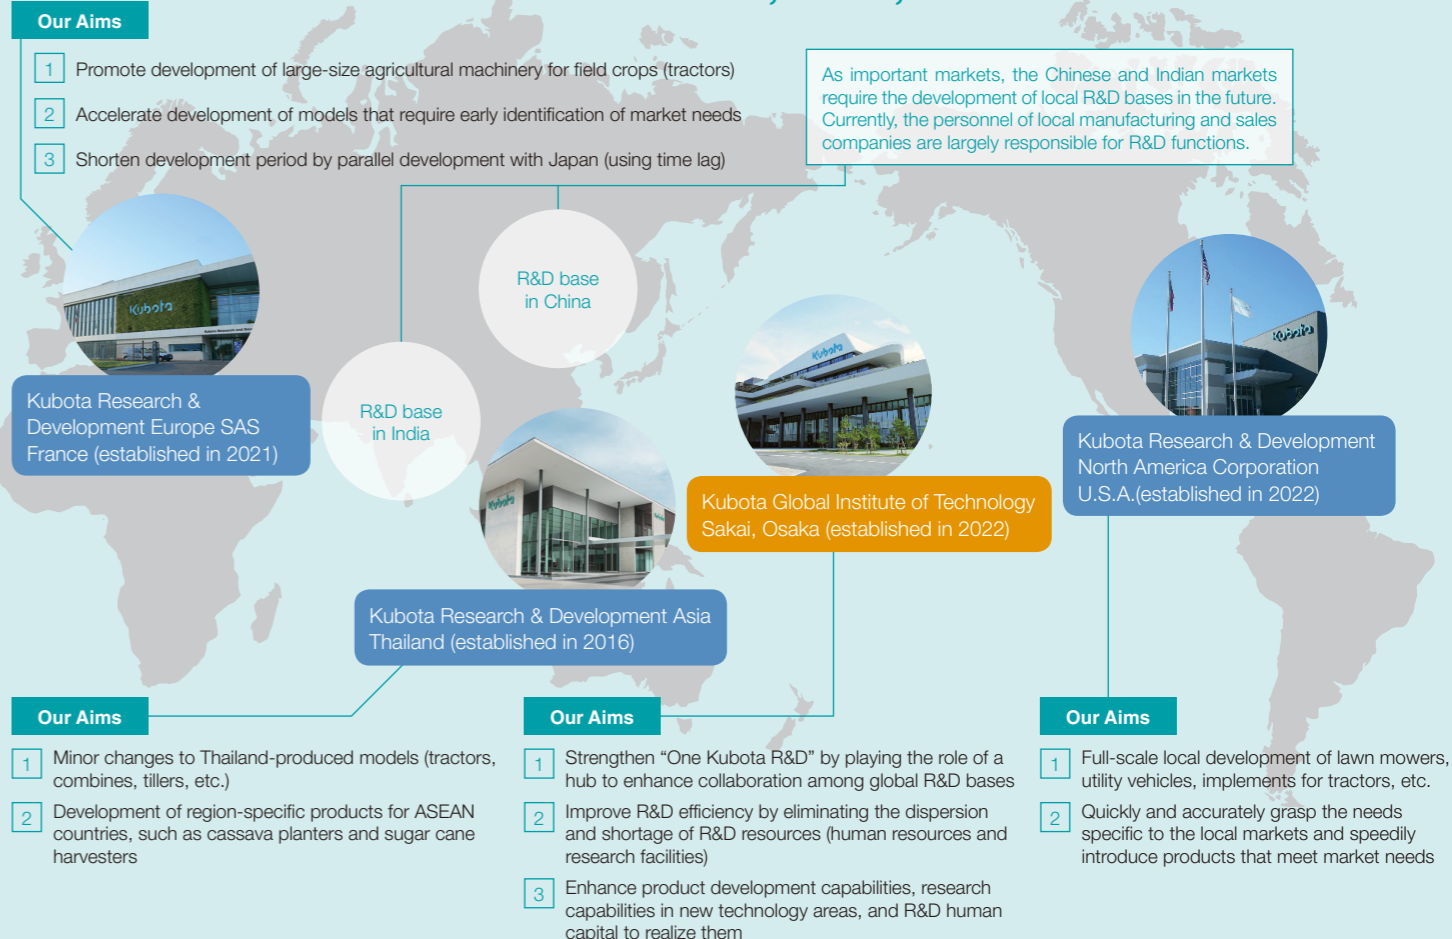 Our Aims
1 Promote development of large-size agricultural machinery for field crops (tractors)
2 Accelerate development of models that require early identification of market needs
3 Shorten development period by parallel development with Japan (using time lag)
As important markets, the Chinese and Indian markets
require the development of local R&D bases in the future.
Currently, the personnel of local manufacturing and sales
companies are largely responsible for R&D functions.
Kubota
Kubota Research &
Development Europe SAS
France (established in 2021)
R&D base
in China
R&D base
in India
Kubota
Kubota Research & Development Asia
Thailand (established in 2016)
Kubota
Kubota Global Institute of Technology
Sakai, Osaka (established in 2022)
Kubota
Kubota Research & Development
North America Corporation
U.S.A.(established in 2022)
Our Aims
1 Minor changes to Thailand-produced models (tractors,
combines, tillers, etc.)
2 Development of region-specific products for ASEAN
countries, such as cassava planters and sugar cane
harvesters
Our Aims
1 Strengthen “One Kubota R&D” by playing the role of a
hub to enhance collaboration among global R&D bases
2 Improve R&D efficiency by eliminating the dispersion
and shortage of R&D resources (human resources and
research facilities)
3 Enhance product development capabilities, research
capabilities in new technology areas, and R&D human
capital to realize them
Our Aims
1 Full-scale local development of lawn mowers,
utility vehicles, implements for tractors, etc.
2 Quickly and accurately grasp the needs
specific to the local markets and speedily
introduce products that meet market needs